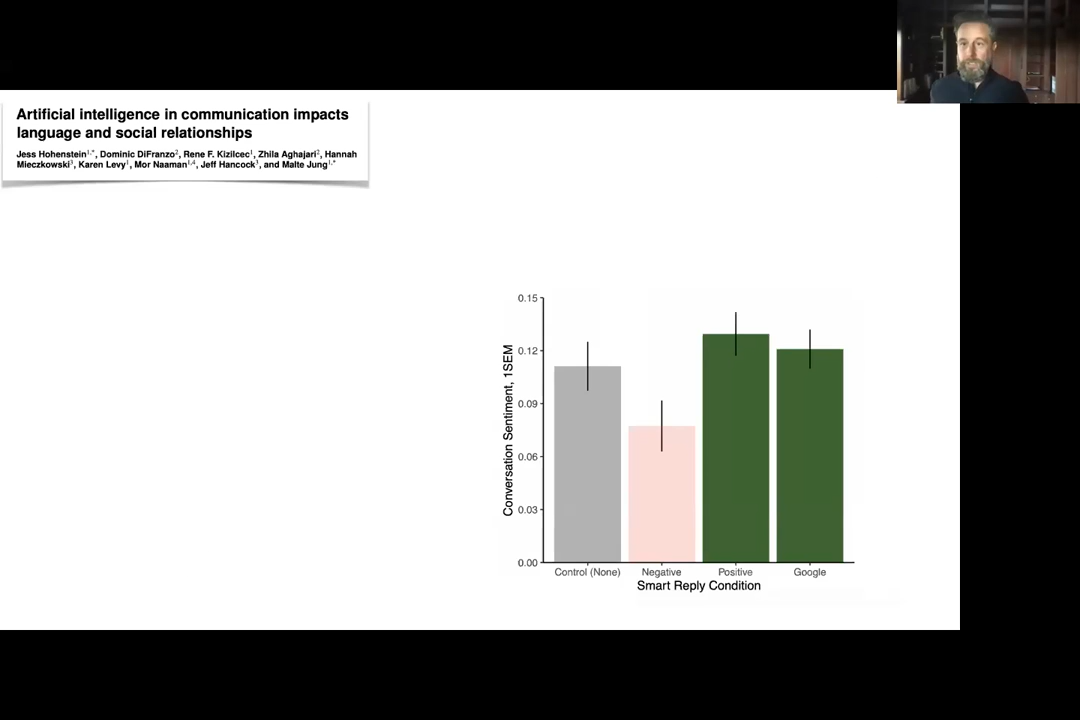 Artificial intelligence in communication impacts
language and social relationships
Jess Hohenstein1,*, Dominic DiFranzo2, Rene F. Kizilcec1, Zhila Aghajari2, Hannah
Mieczkowski3, Karen Levy1, Mor Naaman1,4, Jeff Hancock3, and Malte Jung1,*
0.15
0.12
0.09
0.06
0.03
0.00
Conversation Sentiment, 1SEM
Control (None) Negative Positive Google
Smart Reply Condition